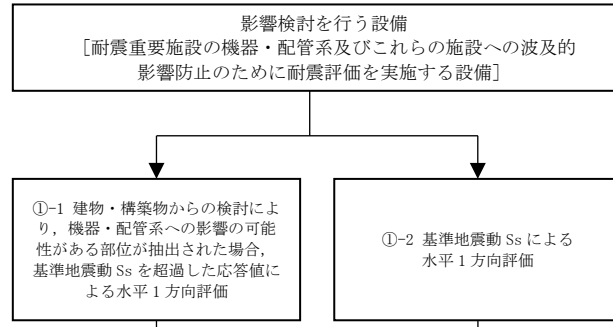 影響検討を行う設備
[耐震重要施設の機器・配管系及びこれらの施設への波及的
影響防止のために耐震評価を実施する設備]
①-1 建物・構築物からの検討によ
り，機器・配管系への影響の可能
性がある部位が抽出された場合，
基準地震動 Ss を超過した応答値に
よる水平 1 方向評価
①-2 基準地震動 Ss による
水平 1 方向評価